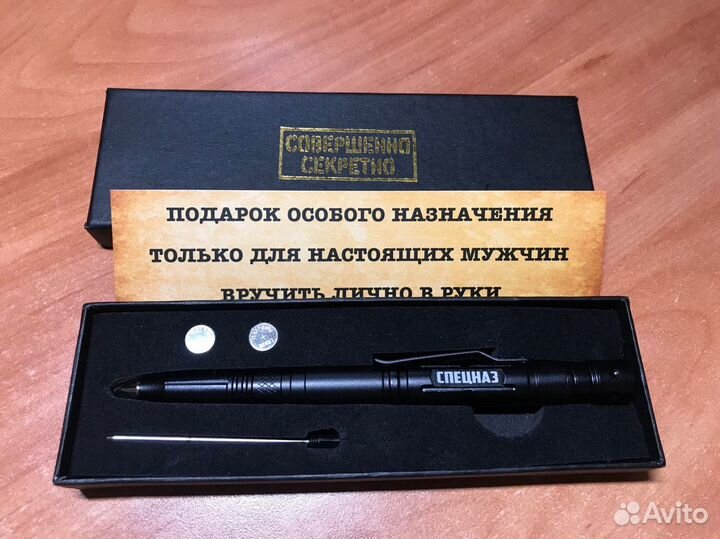 СОВЕРШЕННО
СЕКРЕТНО
ПОДАРОК ОСОБОГО НАЗНАЧЕНИЯ
ТОЛЬКО ДЛЯ НАСТОЯЩИХ МУЖЧИН
ВРУЧИТЬ ЛИЧНО В РУКИ
СПЕЦНАЗ
Avito